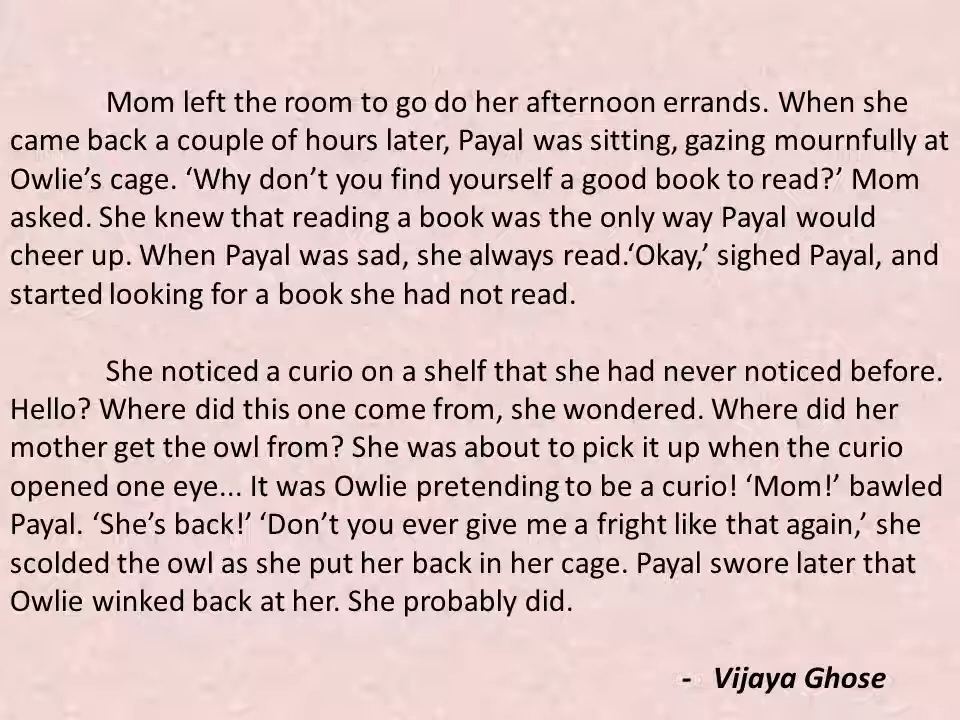 Mom left the room to go do her afternoon errands. When she
came back a couple of hours later, Payal was sitting, gazing mournfully at
Owlie’s cage. ‘Why don’t you find yourself a good book to read?’ Mom
asked. She knew that reading a book was the only way Payal would
cheer up. When Payal was sad, she always read.‘Okay,’ sighed Payal, and
started looking for a book she had not read.
She noticed a curio on a shelf that she had never noticed before.
Hello? Where did this one come from, she wondered. Where did her
mother get the owl from? She was about to pick it up when the curio
opened one eye... It was Owlie pretending to be a curio! ‘Mom!’ bawled
Payal. ‘She’s back!’ ‘Don’t you ever give me a fright like that again,’ she
scolded the owl as she put her back in her cage. Payal swore later that
Owlie winked back at her. She probably did.
- Vijaya Ghose